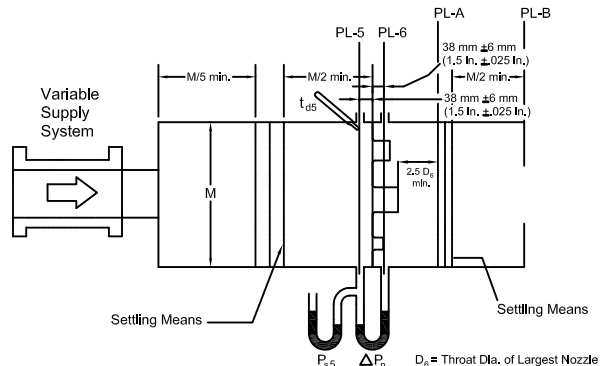 PL-A
PL-B
PL-5 PL-6
38 mm ±6 mm
(1.5 In. ±.025 In.)
M/5 min.
M/2 min.
M/2 min.
38 mm ±6 mm
(1.5 In. ±.025 In.)
Variable
Supply
System
td5
M
2.5 D6
mIn.
Settling Means
Settling Means
Ps5
ΔPn
D6 = Throat Dia. of Largest Nozzle